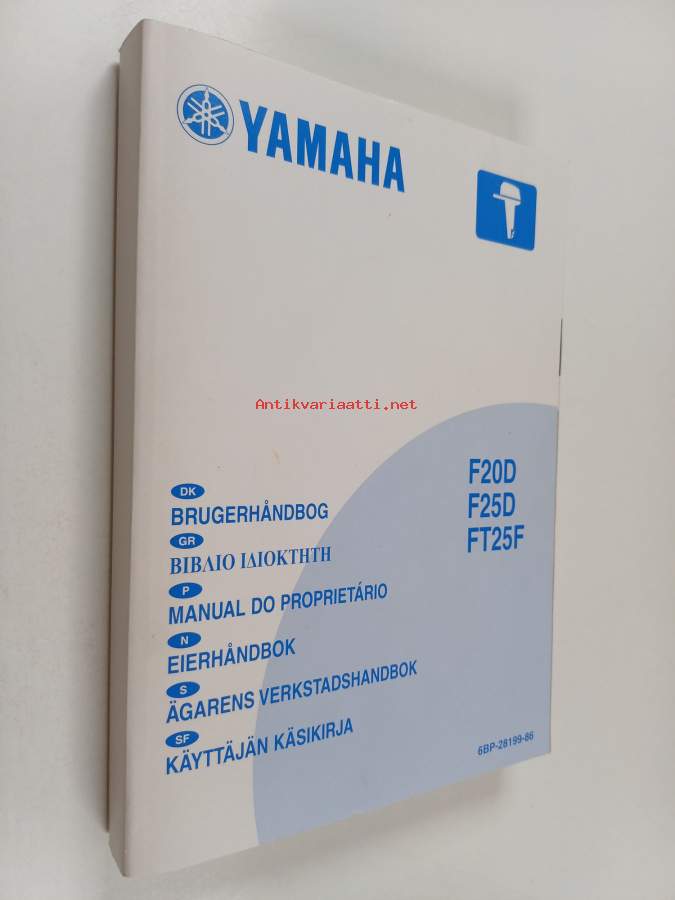 YAMAHA
Antikvariaatti.net
F20D
F25D
FT25F
DK
BRUGERHÅNDBOG
GR
ΒΙΒΛΙΟ ΙΔΙΟΚΤΗΤΗ
P
MANUAL DO PROPRIETÁRIO
N
EIERHÅNDBOK
S
ÄGARENS VERKSTADSHANDBOK
SF
KÄYTTÄJÄN KÄSIKIRJA
6BP-28199-86